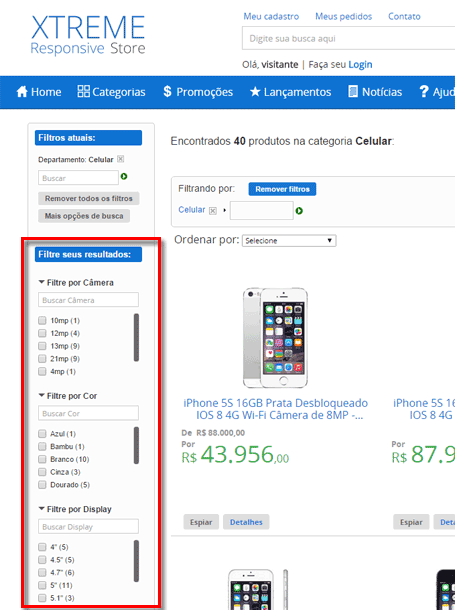 XTREME
Responsive Store
Meu cadastro Meus pedidos Contato
Digite sua busca aqui
Olá, visitante | Faça seu Login
Home Categorias Promoções Lançamentos Notícias
Filtros atuais:
Departamento: Celular
Buscar
Remover todos os filtros
Mais opções de busca
Filtre seus resultados:
Filtre por Câmera
Buscar Câmera
10mp (1)
12mp (4)
13mp (9)
21mp (9)
4mp (1)
Filtre por Cor
Buscar Cor
Azul (1)
Bambu (1)
Branco (10)
Cinza (3)
Dourado (5)
Filtre por Display
Buscar Display
4" (5)
4.5" (5)
4.7" (6)
5" (11)
5.1" (3)
Encontrados 40 produtos na categoria Celular:
Filtrando por: Remover filtros
Celular
Ordenar por: Selecione
iPhone 5S 16GB Prata Desbloqueado
IOS 8 4G Wi-Fi Câmera de 8MP -...
De R$ 88.000,00
Por
R$ 43.956,00
Espiar Detalhes
iPhone 5S
IOS 8 4G
Por
R$ 87.9
Espiar